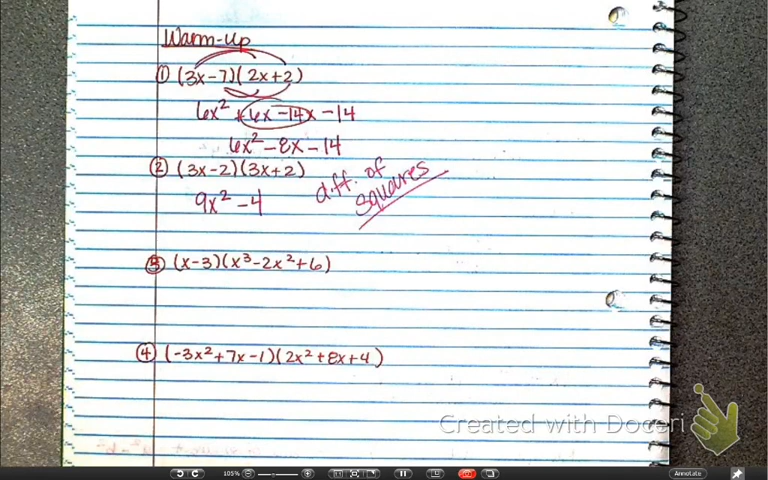 Warm-Up
① (3x-7)(2x+2)
6x² + 6x - 14x - 14
6x² - 8x - 14
② (3x-2)(3x+2)
9x² - 4
diff. of
squares
③ (x-3)(x³-2x²+6)
④ (-3x²+7x-1)(2x²+8x+4)
Created with Doceri
105%
Annotate